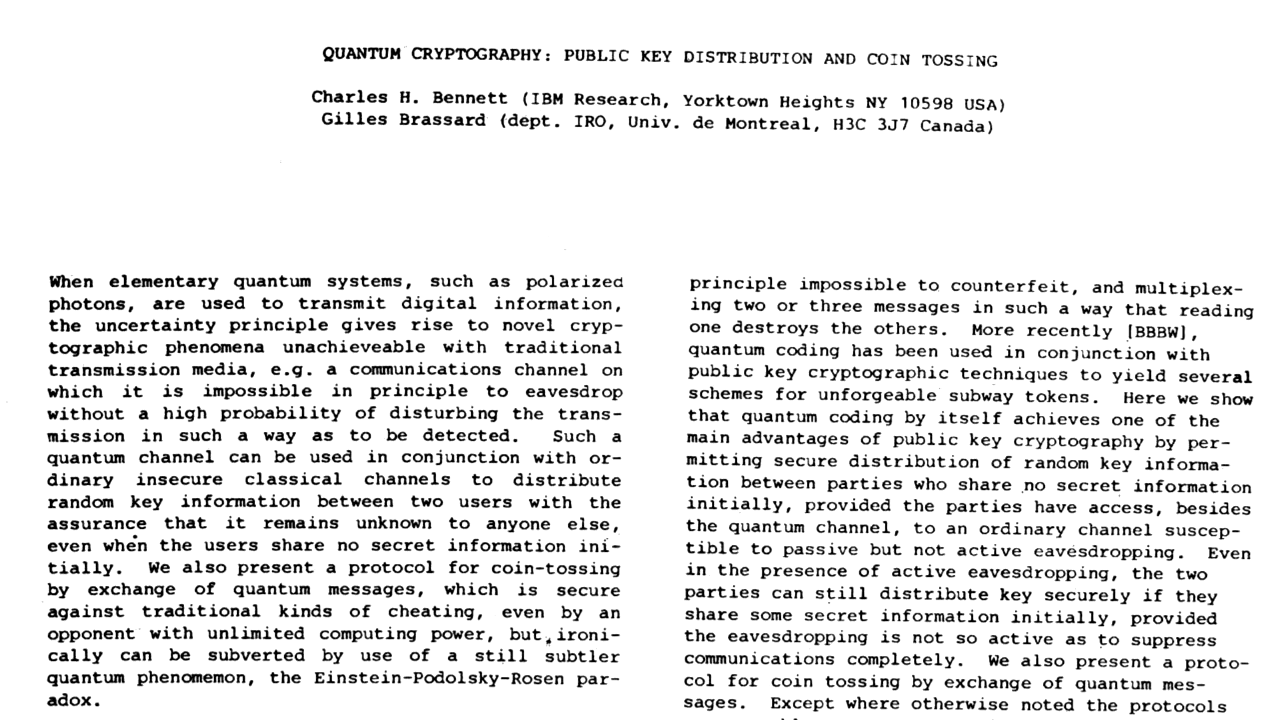 QUANTUM CRYPTOGRAPHY: PUBLIC KEY DISTRIBUTION AND COIN TOSSING
Charles H. Bennett (IBM Research, Yorktown Heights NY 10598 USA)
Gilles Brassard (dept. IRO, Univ. de Montreal, H3C 3J7 Canada)
When elementary quantum systems, such as polarized
photons, are used to transmit digital information,
the uncertainty principle gives rise to novel cryp-
tographic phenomena unachieveable with traditional
transmission media, e.g. a communications channel on
which it is impossible in principle to eavesdrop
without a high probability of disturbing the trans-
mission in such a way as to be detected. Such a
quantum channel can be used in conjunction with or-
dinary insecure classical channels to distribute
random key information between two users with the
assurance that it remains unknown to anyone else,
even when the users share no secret information ini-
tially. We also present a protocol for coin-tossing
by exchange of quantum messages, which is secure
against traditional kinds of cheating, even by an
opponent with unlimited computing power, but ironi-
cally can be subverted by use of a still subtler
quantum phenomemon, the Einstein-Podolsky-Rosen par-
adox.
principle impossible to counterfeit, and multiplex-
ing two or three messages in such a way that reading
one destroys the others. More recently [BBBW],
quantum coding has been used in conjunction with
public key cryptographic techniques to yield several
schemes for unforgeable subway tokens. Here we show
that quantum coding by itself achieves one of the
main advantages of public key cryptography by per-
mitting secure distribution of random key informa-
tion between parties who share no secret information
initially, provided the parties have access, besides
the quantum channel, to an ordinary channel suscep-
tible to passive but not active eavesdropping. Even
in the presence of active eavesdropping, the two
parties can still distribute key securely if they
share some secret information initially, provided
the eavesdropping is not so active as to suppress
communications completely. We also present a proto-
col for coin tossing by exchange of quantum mes-
sages. Except where otherwise noted the protocols